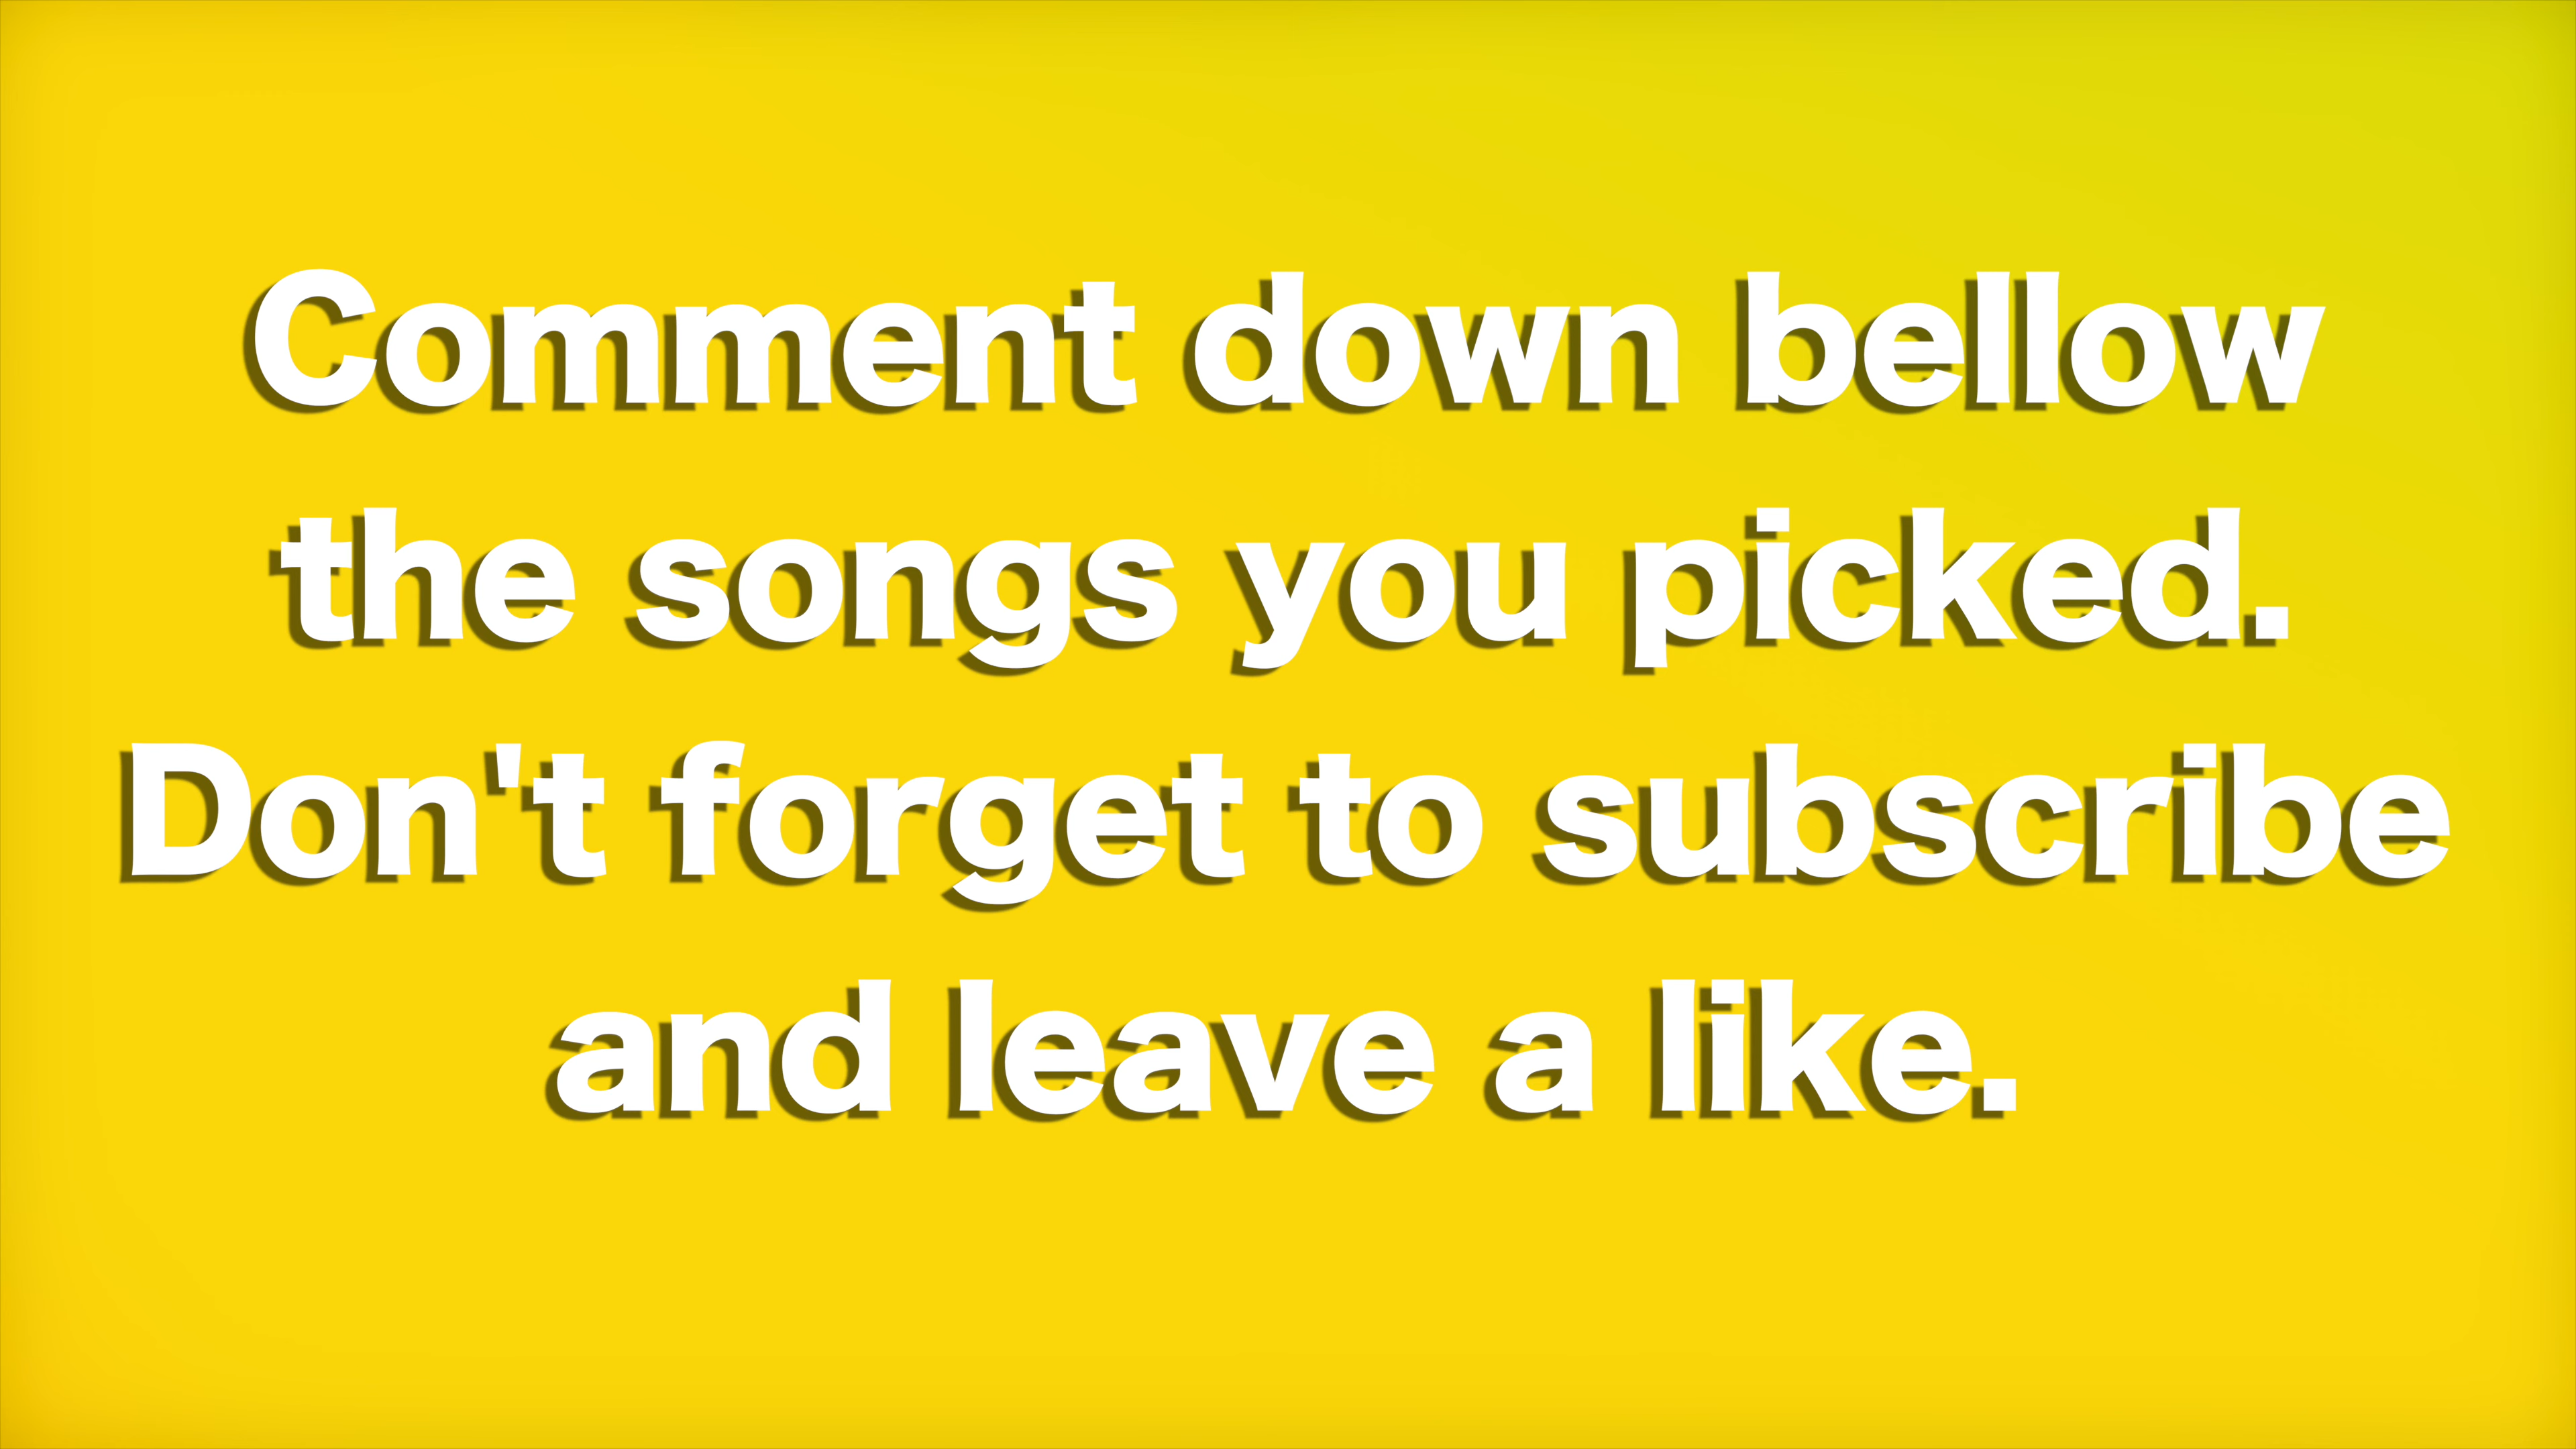 Comment down bellow
the songs you picked.
Don't forget to subscribe
and leave a like.